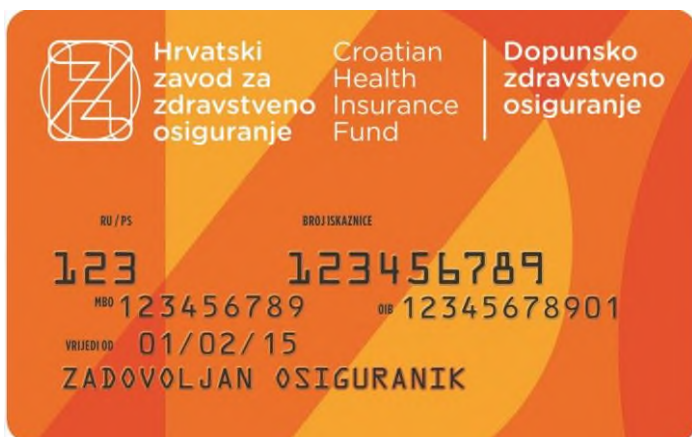 Hrvatski
zavod za
zdravstveno
osiguranje
Croatian
Health
Insurance
Fund
Dopunsko
zdravstveno
osiguranje
RU / PS
BROJ ISKAZNICE
123 123456789
MBO 123456789 OIB 12345678901
VRIJEDI OD 01/02/15
ZADOVOLJAN OSIGURANIK